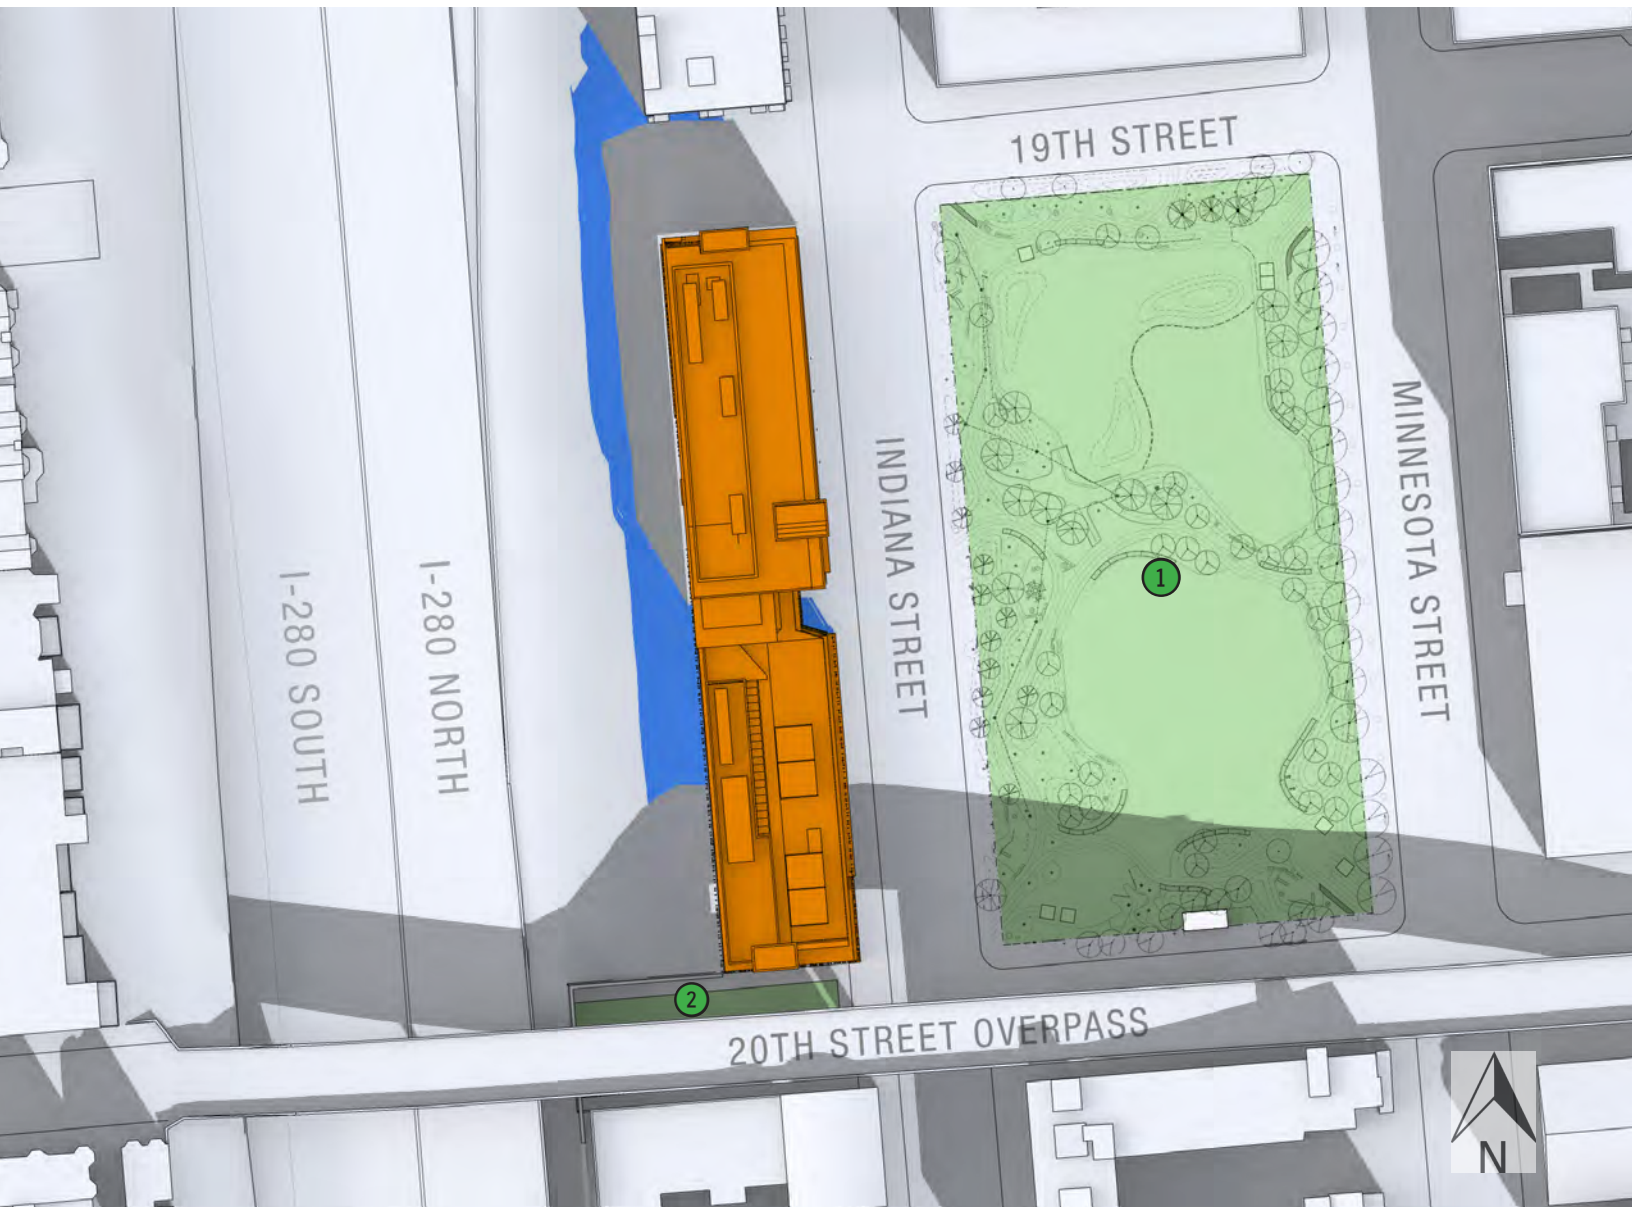 19TH STREET
MINNESOTA STREET
INDIANA STREET
1
I-280 NORTH
I-280 SOUTH
2
20TH STREET OVERPASS
N